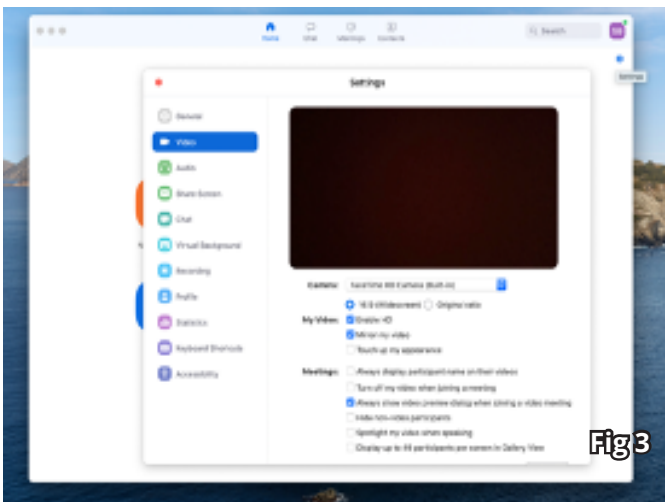 Home Chat Meetings Contacts
Search
Settings
Settings
General
Video
Audio
Share Screen
Chat
Virtual Background
Recording
Profile
Statistics
Keyboard Shortcuts
Accessibility
Camera: FaceTime HD Camera (Built-in)
16:9 (Widescreen) Original ratio
My Video: Enable HD
Mirror my video
Touch up my appearance
Meetings: Always display participant name on their videos
Turn off my video when joining a meeting
Always show video preview dialog when joining a video meeting
Hide non-video participants
Spotlight my video when speaking
Display up to 49 participants per screen in Gallery View
Fig 3